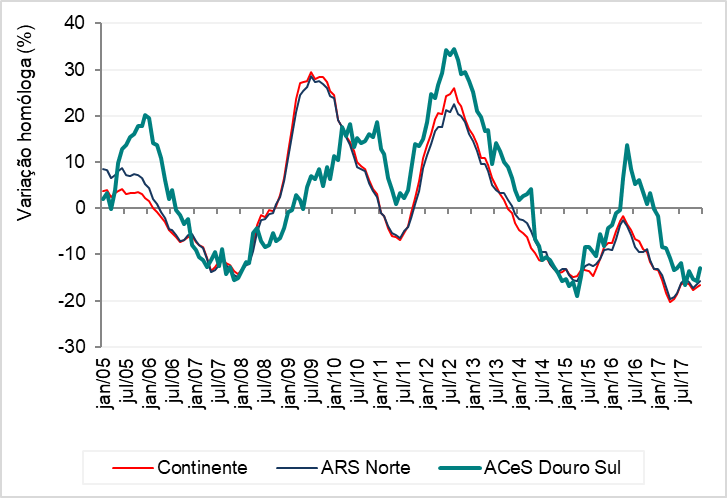 Variação homóloga (%)
40
30
20
10
0
-10
-20
-30
jan/05
jul/05
jan/06
jul/06
jan/07
jul/07
jan/08
jul/08
jan/09
jul/09
jan/10
jul/10
jan/11
jul/11
jan/12
jul/12
jan/13
jul/13
jan/14
jul/14
jan/15
jul/15
jan/16
jul/16
jan/17
jul/17
Continente ARS Norte ACeS Douro Sul